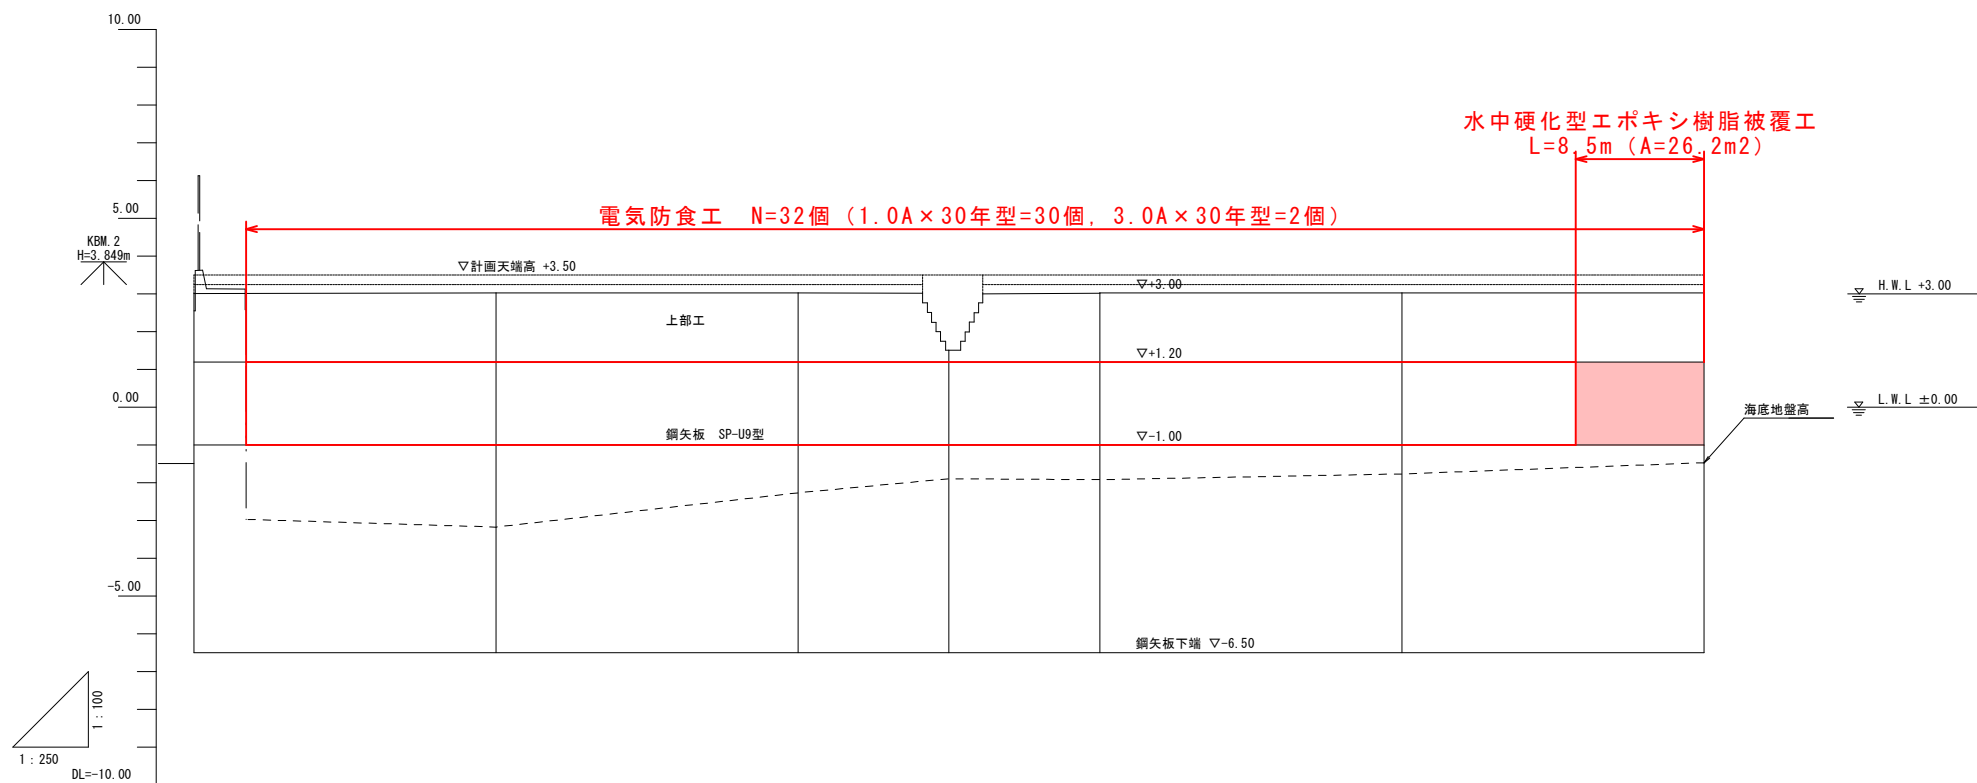 10.00
水中硬化型エポキシ樹脂被覆工
L=8.5m (A=26.2m2)
5.00
電気防食工 N=32個 (1.0A×30年型=30個, 3.0A×30年型=2個)
KBM.2
H=3.849m
▽計画天端高 +3.50
▽+3.00
H.W.L +3.00
上部工
▽+1.20
0.00
L.W.L ±0.00
海底地盤高
鋼矢板 SP-U9型
▽-1.00
-5.00
鋼矢板下端 ▽-6.50
1:100
1:250
DL=-10.00